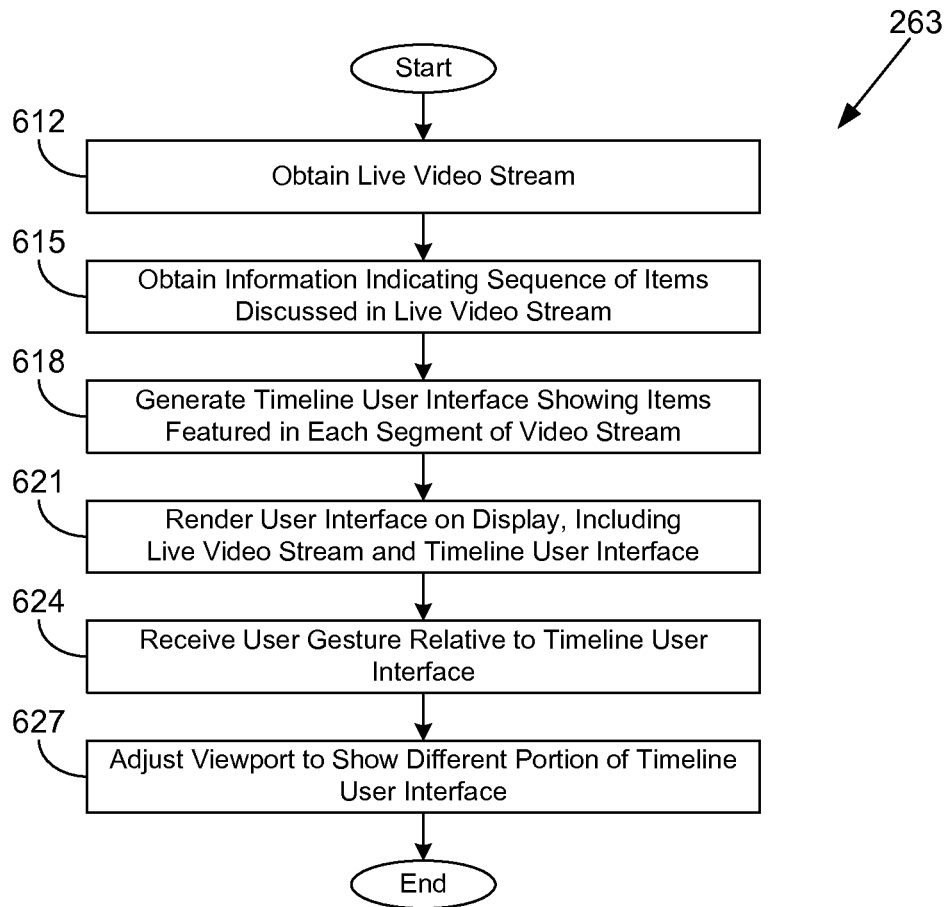 263
Start
612
Obtain Live Video Stream
615
Obtain Information Indicating Sequence of Items
Discussed in Live Video Stream
618
Generate Timeline User Interface Showing Items
Featured in Each Segment of Video Stream
621
Render User Interface on Display, Including
Live Video Stream and Timeline User Interface
624
Receive User Gesture Relative to Timeline User
Interface
627
Adjust Viewport to Show Different Portion of Timeline
User Interface
End